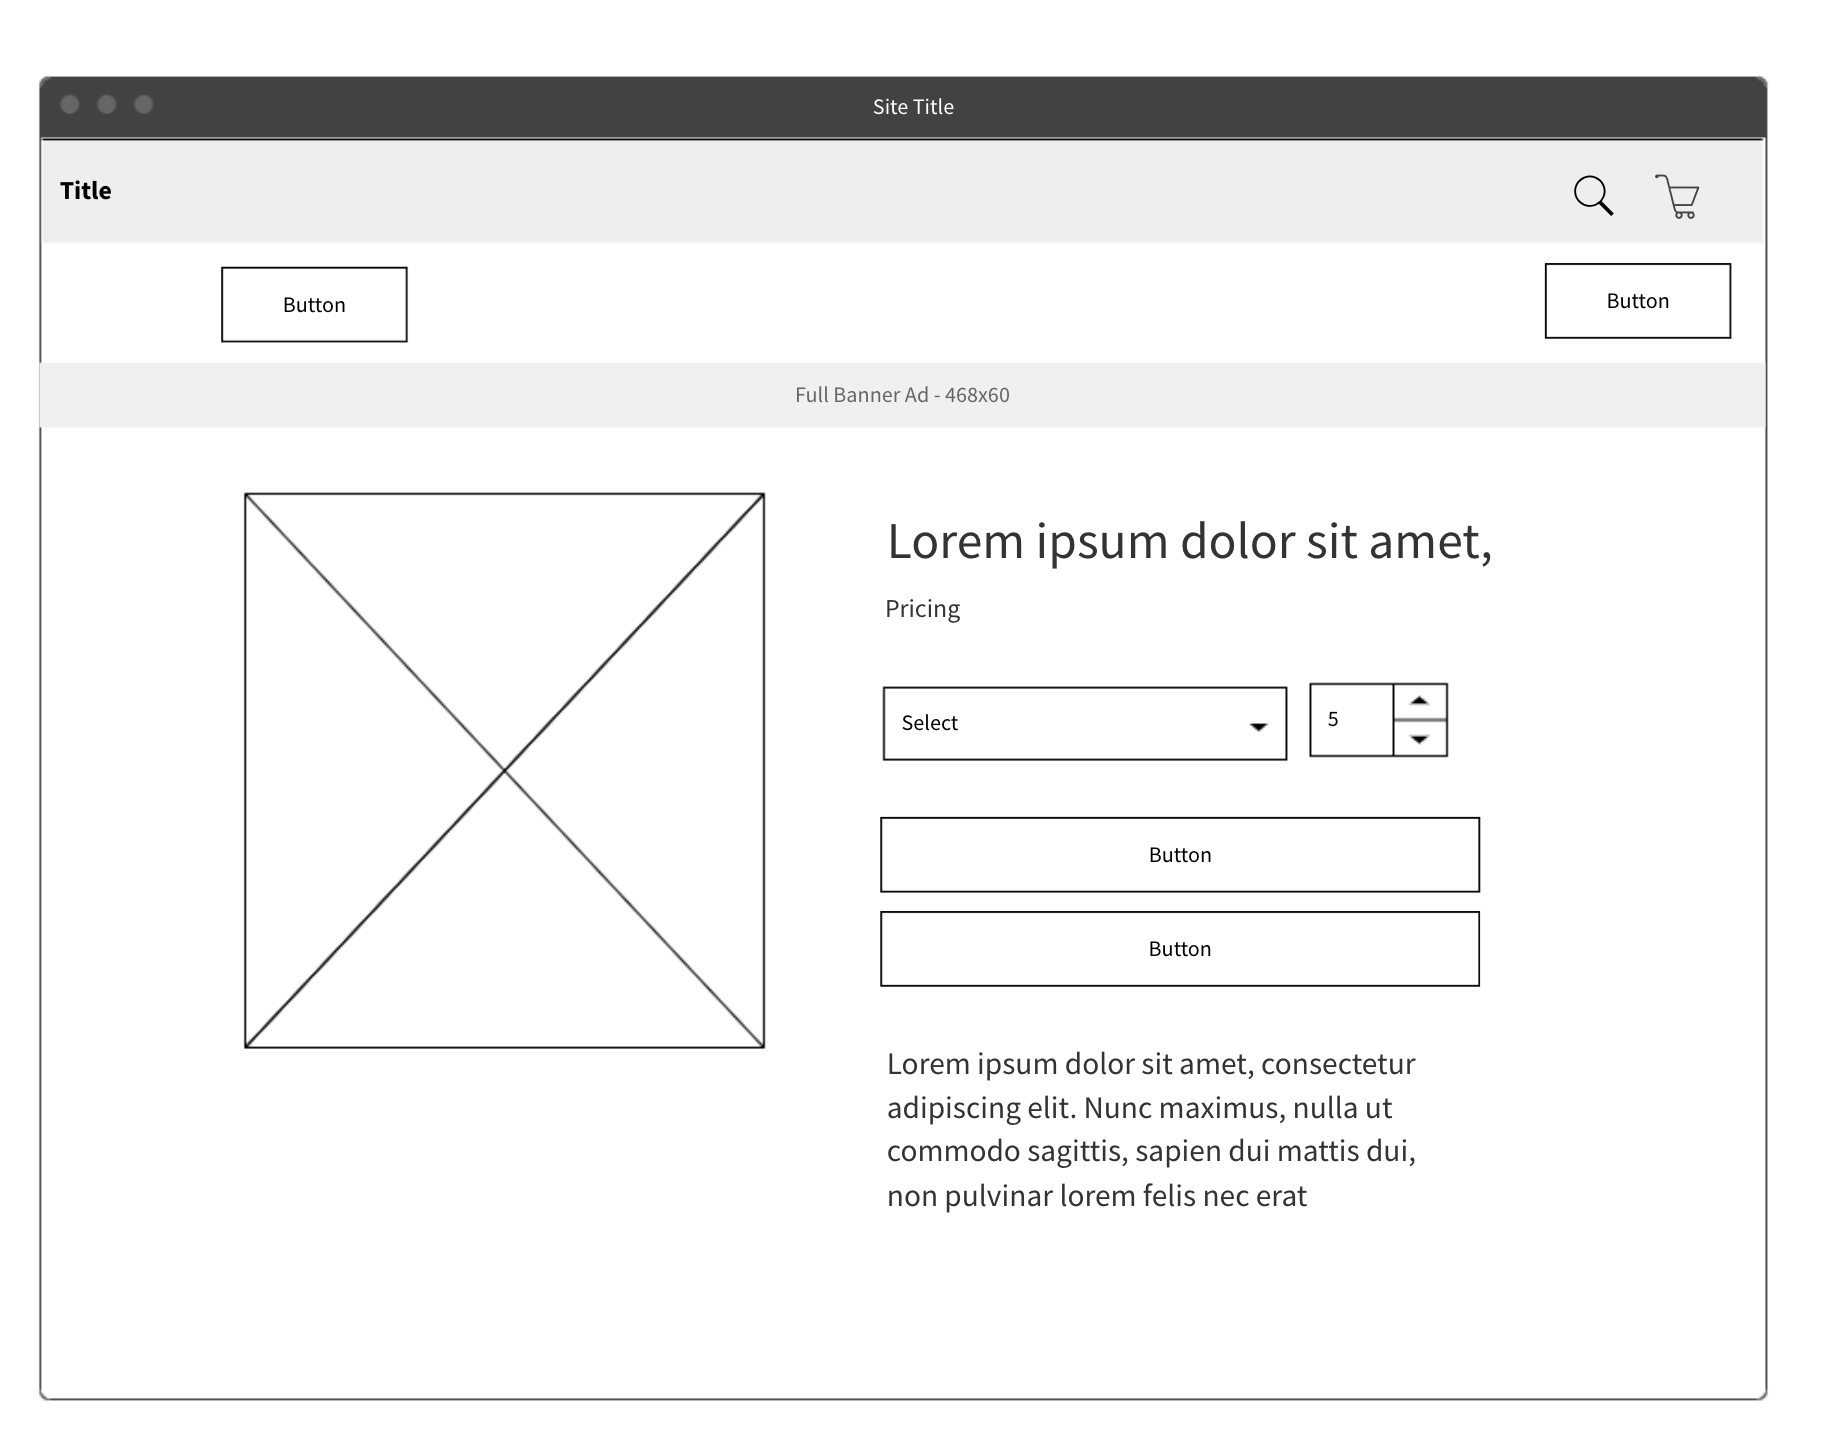 Site Title
Title
Button
Button
Full Banner Ad - 468x60
Lorem ipsum dolor sit amet,
Pricing
Select
5
Button
Button
Lorem ipsum dolor sit amet, consectetur
adipiscing elit. Nunc maximus, nulla ut
commodo sagittis, sapien dui mattis dui,
non pulvinar lorem felis nec erat